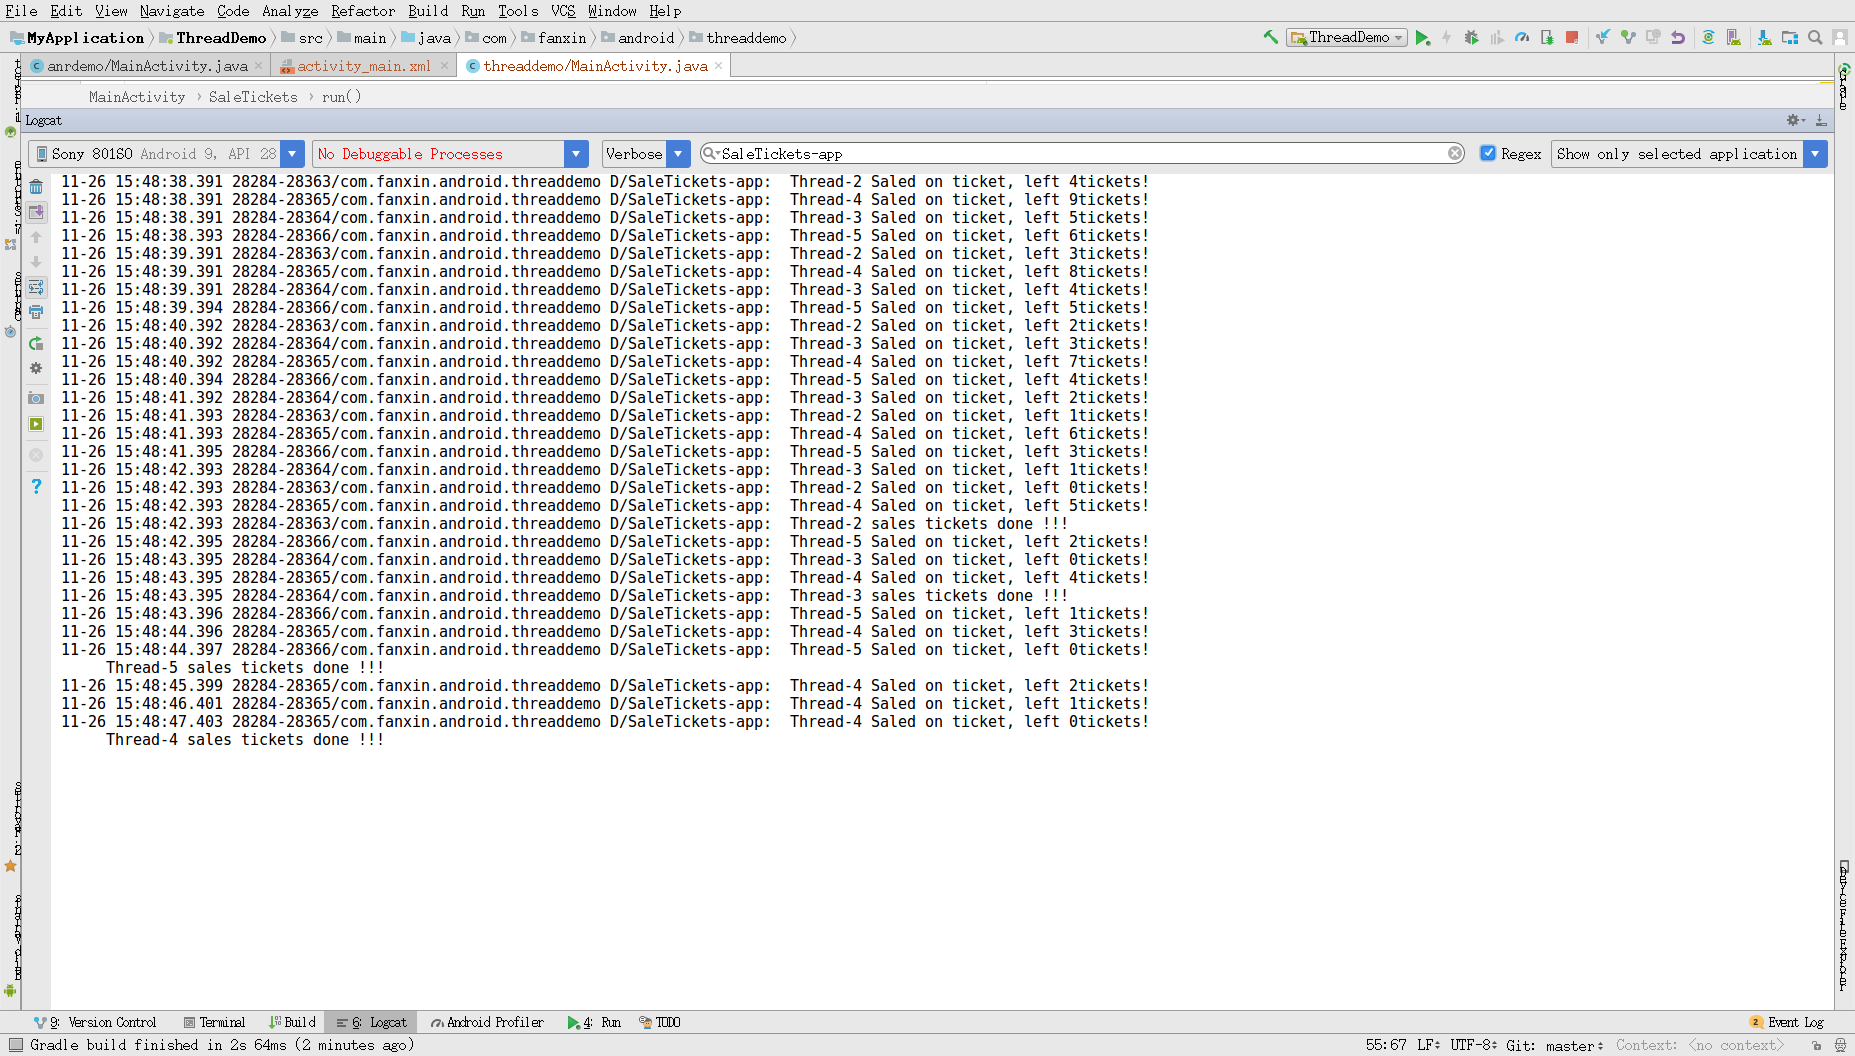 File Edit View Navigate Code Analyze Refactor Build Run Tools VCS Window Help
MyApplication ThreadDemo src main java com fanxin android threaddemo ThreadDemo
anrdemo/MainActivity.java activity_main.xml threaddemo/MainActivity.java
MainActivity › SaleTickets › run()
Logcat
Sony 801SO Android 9, API 28 No Debuggable Processes Verbose SaleTickets-app Regex Show only selected application
11-26 15:48:38.391 28284-28363/com.fanxin.android.threaddemo D/SaleTickets-app:  Thread-2 Saled on ticket, left 4tickets!
11-26 15:48:38.391 28284-28365/com.fanxin.android.threaddemo D/SaleTickets-app:  Thread-4 Saled on ticket, left 9tickets!
11-26 15:48:38.391 28284-28364/com.fanxin.android.threaddemo D/SaleTickets-app:  Thread-3 Saled on ticket, left 5tickets!
11-26 15:48:38.393 28284-28366/com.fanxin.android.threaddemo D/SaleTickets-app:  Thread-5 Saled on ticket, left 6tickets!
11-26 15:48:39.391 28284-28363/com.fanxin.android.threaddemo D/SaleTickets-app:  Thread-2 Saled on ticket, left 3tickets!
11-26 15:48:39.391 28284-28365/com.fanxin.android.threaddemo D/SaleTickets-app:  Thread-4 Saled on ticket, left 8tickets!
11-26 15:48:39.391 28284-28364/com.fanxin.android.threaddemo D/SaleTickets-app:  Thread-3 Saled on ticket, left 4tickets!
11-26 15:48:39.394 28284-28366/com.fanxin.android.threaddemo D/SaleTickets-app:  Thread-5 Saled on ticket, left 5tickets!
11-26 15:48:40.392 28284-28363/com.fanxin.android.threaddemo D/SaleTickets-app:  Thread-2 Saled on ticket, left 2tickets!
11-26 15:48:40.392 28284-28364/com.fanxin.android.threaddemo D/SaleTickets-app:  Thread-3 Saled on ticket, left 3tickets!
11-26 15:48:40.392 28284-28365/com.fanxin.android.threaddemo D/SaleTickets-app:  Thread-4 Saled on ticket, left 7tickets!
11-26 15:48:40.394 28284-28366/com.fanxin.android.threaddemo D/SaleTickets-app:  Thread-5 Saled on ticket, left 4tickets!
11-26 15:48:41.392 28284-28364/com.fanxin.android.threaddemo D/SaleTickets-app:  Thread-3 Saled on ticket, left 2tickets!
11-26 15:48:41.393 28284-28363/com.fanxin.android.threaddemo D/SaleTickets-app:  Thread-2 Saled on ticket, left 1tickets!
11-26 15:48:41.393 28284-28365/com.fanxin.android.threaddemo D/SaleTickets-app:  Thread-4 Saled on ticket, left 6tickets!
11-26 15:48:41.395 28284-28366/com.fanxin.android.threaddemo D/SaleTickets-app:  Thread-5 Saled on ticket, left 3tickets!
11-26 15:48:42.393 28284-28364/com.fanxin.android.threaddemo D/SaleTickets-app:  Thread-3 Saled on ticket, left 1tickets!
11-26 15:48:42.393 28284-28363/com.fanxin.android.threaddemo D/SaleTickets-app:  Thread-2 Saled on ticket, left 0tickets!
11-26 15:48:42.393 28284-28365/com.fanxin.android.threaddemo D/SaleTickets-app:  Thread-4 Saled on ticket, left 5tickets!
11-26 15:48:42.393 28284-28363/com.fanxin.android.threaddemo D/SaleTickets-app:  Thread-2 sales tickets done !!!
11-26 15:48:42.395 28284-28366/com.fanxin.android.threaddemo D/SaleTickets-app:  Thread-5 Saled on ticket, left 2tickets!
11-26 15:48:43.395 28284-28364/com.fanxin.android.threaddemo D/SaleTickets-app:  Thread-3 Saled on ticket, left 0tickets!
11-26 15:48:43.395 28284-28365/com.fanxin.android.threaddemo D/SaleTickets-app:  Thread-4 Saled on ticket, left 4tickets!
11-26 15:48:43.395 28284-28364/com.fanxin.android.threaddemo D/SaleTickets-app:  Thread-3 sales tickets done !!!
11-26 15:48:43.396 28284-28366/com.fanxin.android.threaddemo D/SaleTickets-app:  Thread-5 Saled on ticket, left 1tickets!
11-26 15:48:44.396 28284-28365/com.fanxin.android.threaddemo D/SaleTickets-app:  Thread-4 Saled on ticket, left 3tickets!
11-26 15:48:44.397 28284-28366/com.fanxin.android.threaddemo D/SaleTickets-app:  Thread-5 Saled on ticket, left 0tickets!
Thread-5 sales tickets done !!!
11-26 15:48:45.399 28284-28365/com.fanxin.android.threaddemo D/SaleTickets-app:  Thread-4 Saled on ticket, left 2tickets!
11-26 15:48:46.401 28284-28365/com.fanxin.android.threaddemo D/SaleTickets-app:  Thread-4 Saled on ticket, left 1tickets!
11-26 15:48:47.403 28284-28365/com.fanxin.android.threaddemo D/SaleTickets-app:  Thread-4 Saled on ticket, left 0tickets!
Thread-4 sales tickets done !!!
Device File Explorer
9: Version Control Terminal Build 6: Logcat Android Profiler 4: Run TODO 2 Event Log
Gradle build finished in 2s 64ms (2 minutes ago) 55:67 LF UTF-8 Git: master Context: <no context>